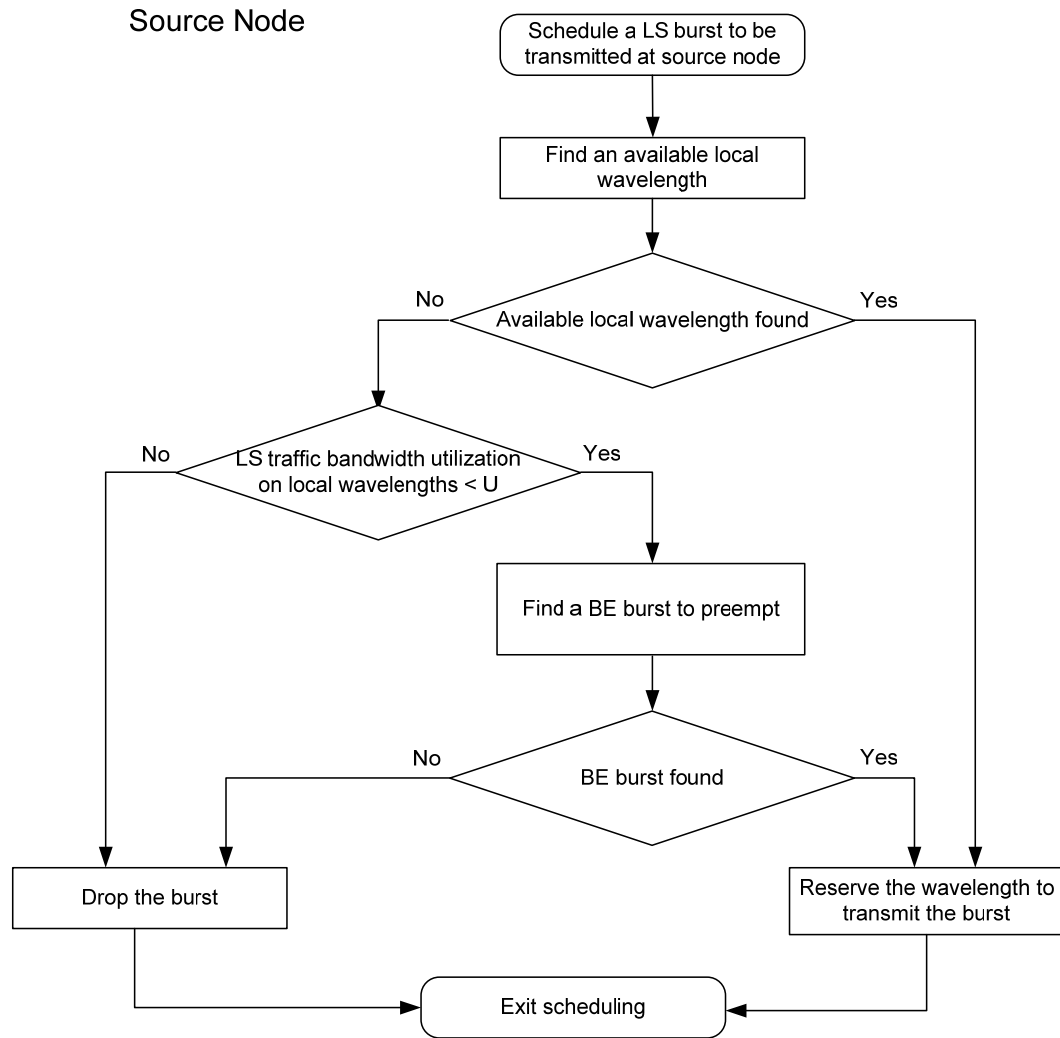 Source Node
Schedule a LS burst to be
transmitted at source node
Find an available local
wavelength
No
Yes
Available local wavelength found
No
Yes
LS traffic bandwidth utilization
on local wavelengths < U
Find a BE burst to preempt
No
Yes
BE burst found
Drop the burst
Reserve the wavelength to
transmit the burst
Exit scheduling